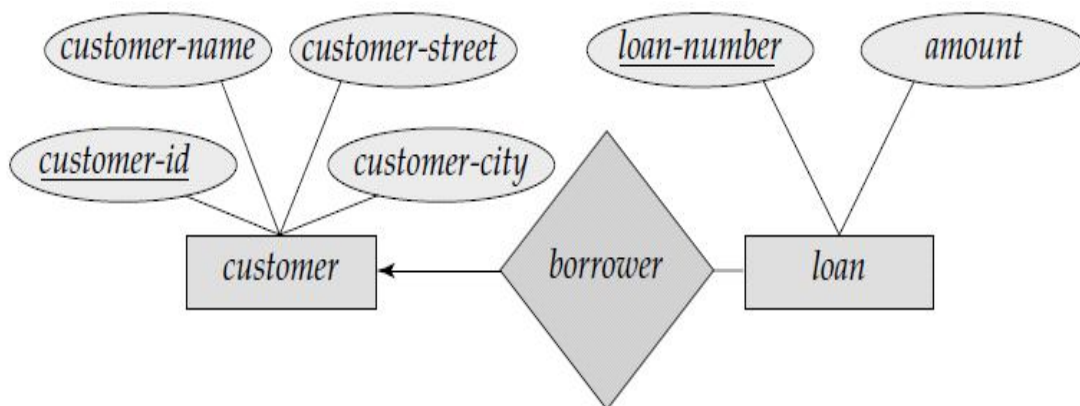 customer-name
customer-street
loan-number
amount
customer-id
customer-city
customer
borrower
loan